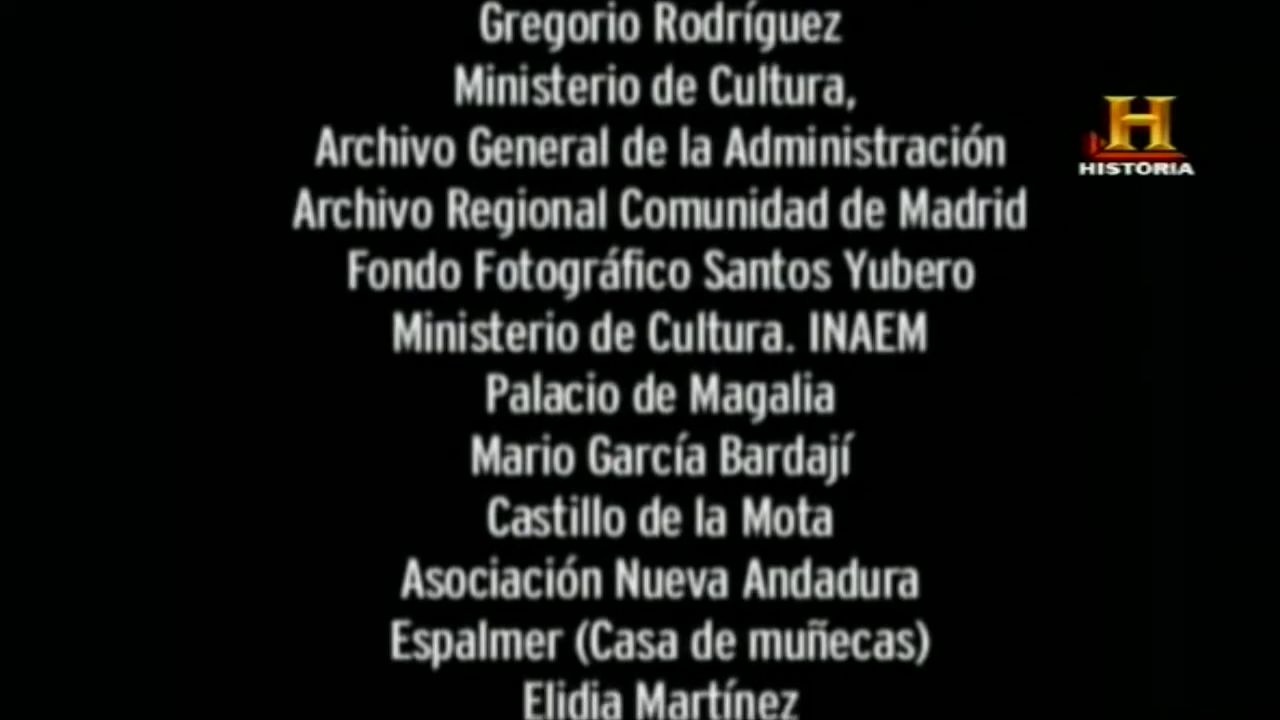 Gregorio Rodríguez
Ministerio de Cultura,
Archivo General de la Administración
Archivo Regional Comunidad de Madrid
Fondo Fotográfico Santos Yubero
Ministerio de Cultura. INAEM
Palacio de Magalia
Mario García Bardají
Castillo de la Mota
Asociación Nueva Andadura
Espalmer (Casa de muñecas)
Elidia Martínez
H
HISTORIA